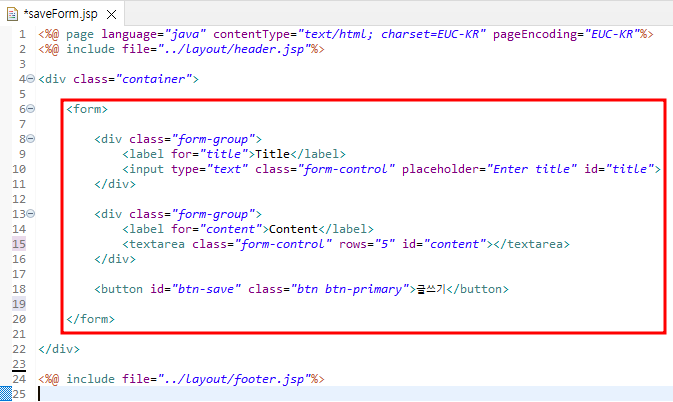 *saveForm.jsp
1 <%@ page language="java" contentType="text/html; charset=EUC-KR" pageEncoding="EUC-KR"%>
2 <%@ include file="../layout/header.jsp"%>
3
4 <div class="container">
5
6 <form>
7
8 <div class="form-group">
9 <label for="title">Title</label>
10 <input type="text" class="form-control" placeholder="Enter title" id="title">
11 </div>
12
13 <div class="form-group">
14 <label for="content">Content</label>
15 <textarea class="form-control" rows="5" id="content"></textarea>
16 </div>
17
18 <button id="btn-save" class="btn btn-primary">글쓰기</button>
19
20 </form>
21
22 </div>
23
24 <%@ include file="../layout/footer.jsp"%>
25